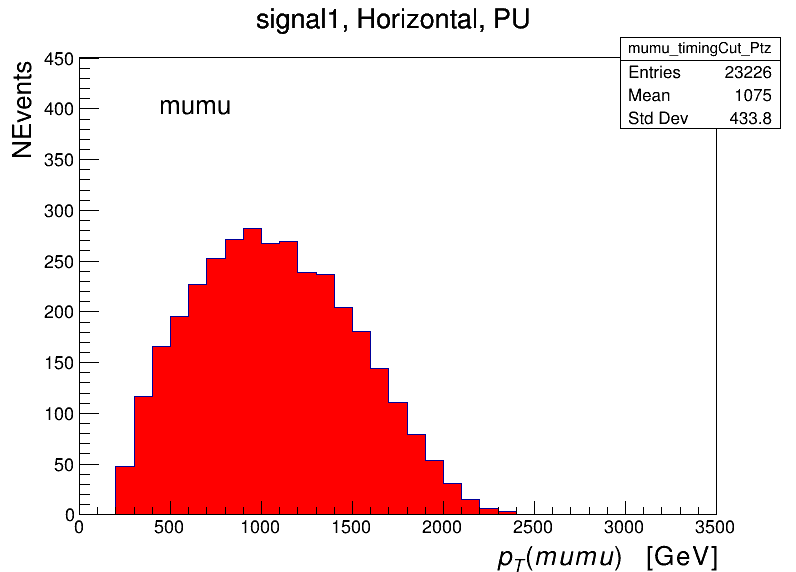 signal1, Horizontal, PU
mumu_timingCut_Ptz
Entries 23226
Mean 1075
Std Dev 433.8
NEvents
mumu
450
400
350
300
250
200
150
100
50
0
0 500 1000 1500 2000 2500 3000 3500
p_T(mumu) [GeV]